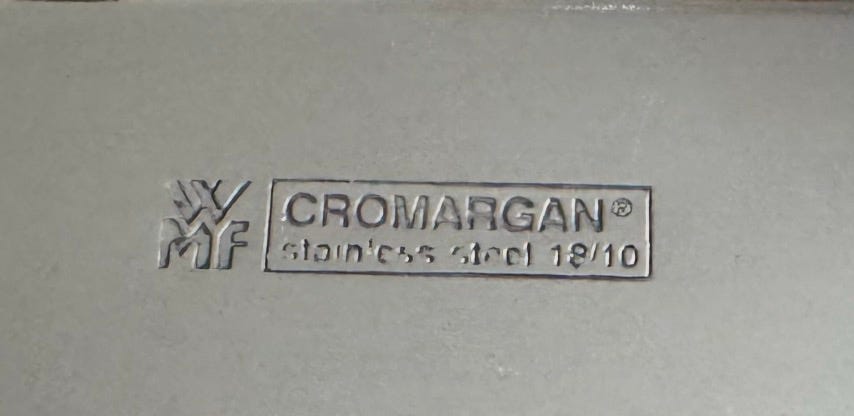 WMF
CROMARGAN®
stainless steel 18/10